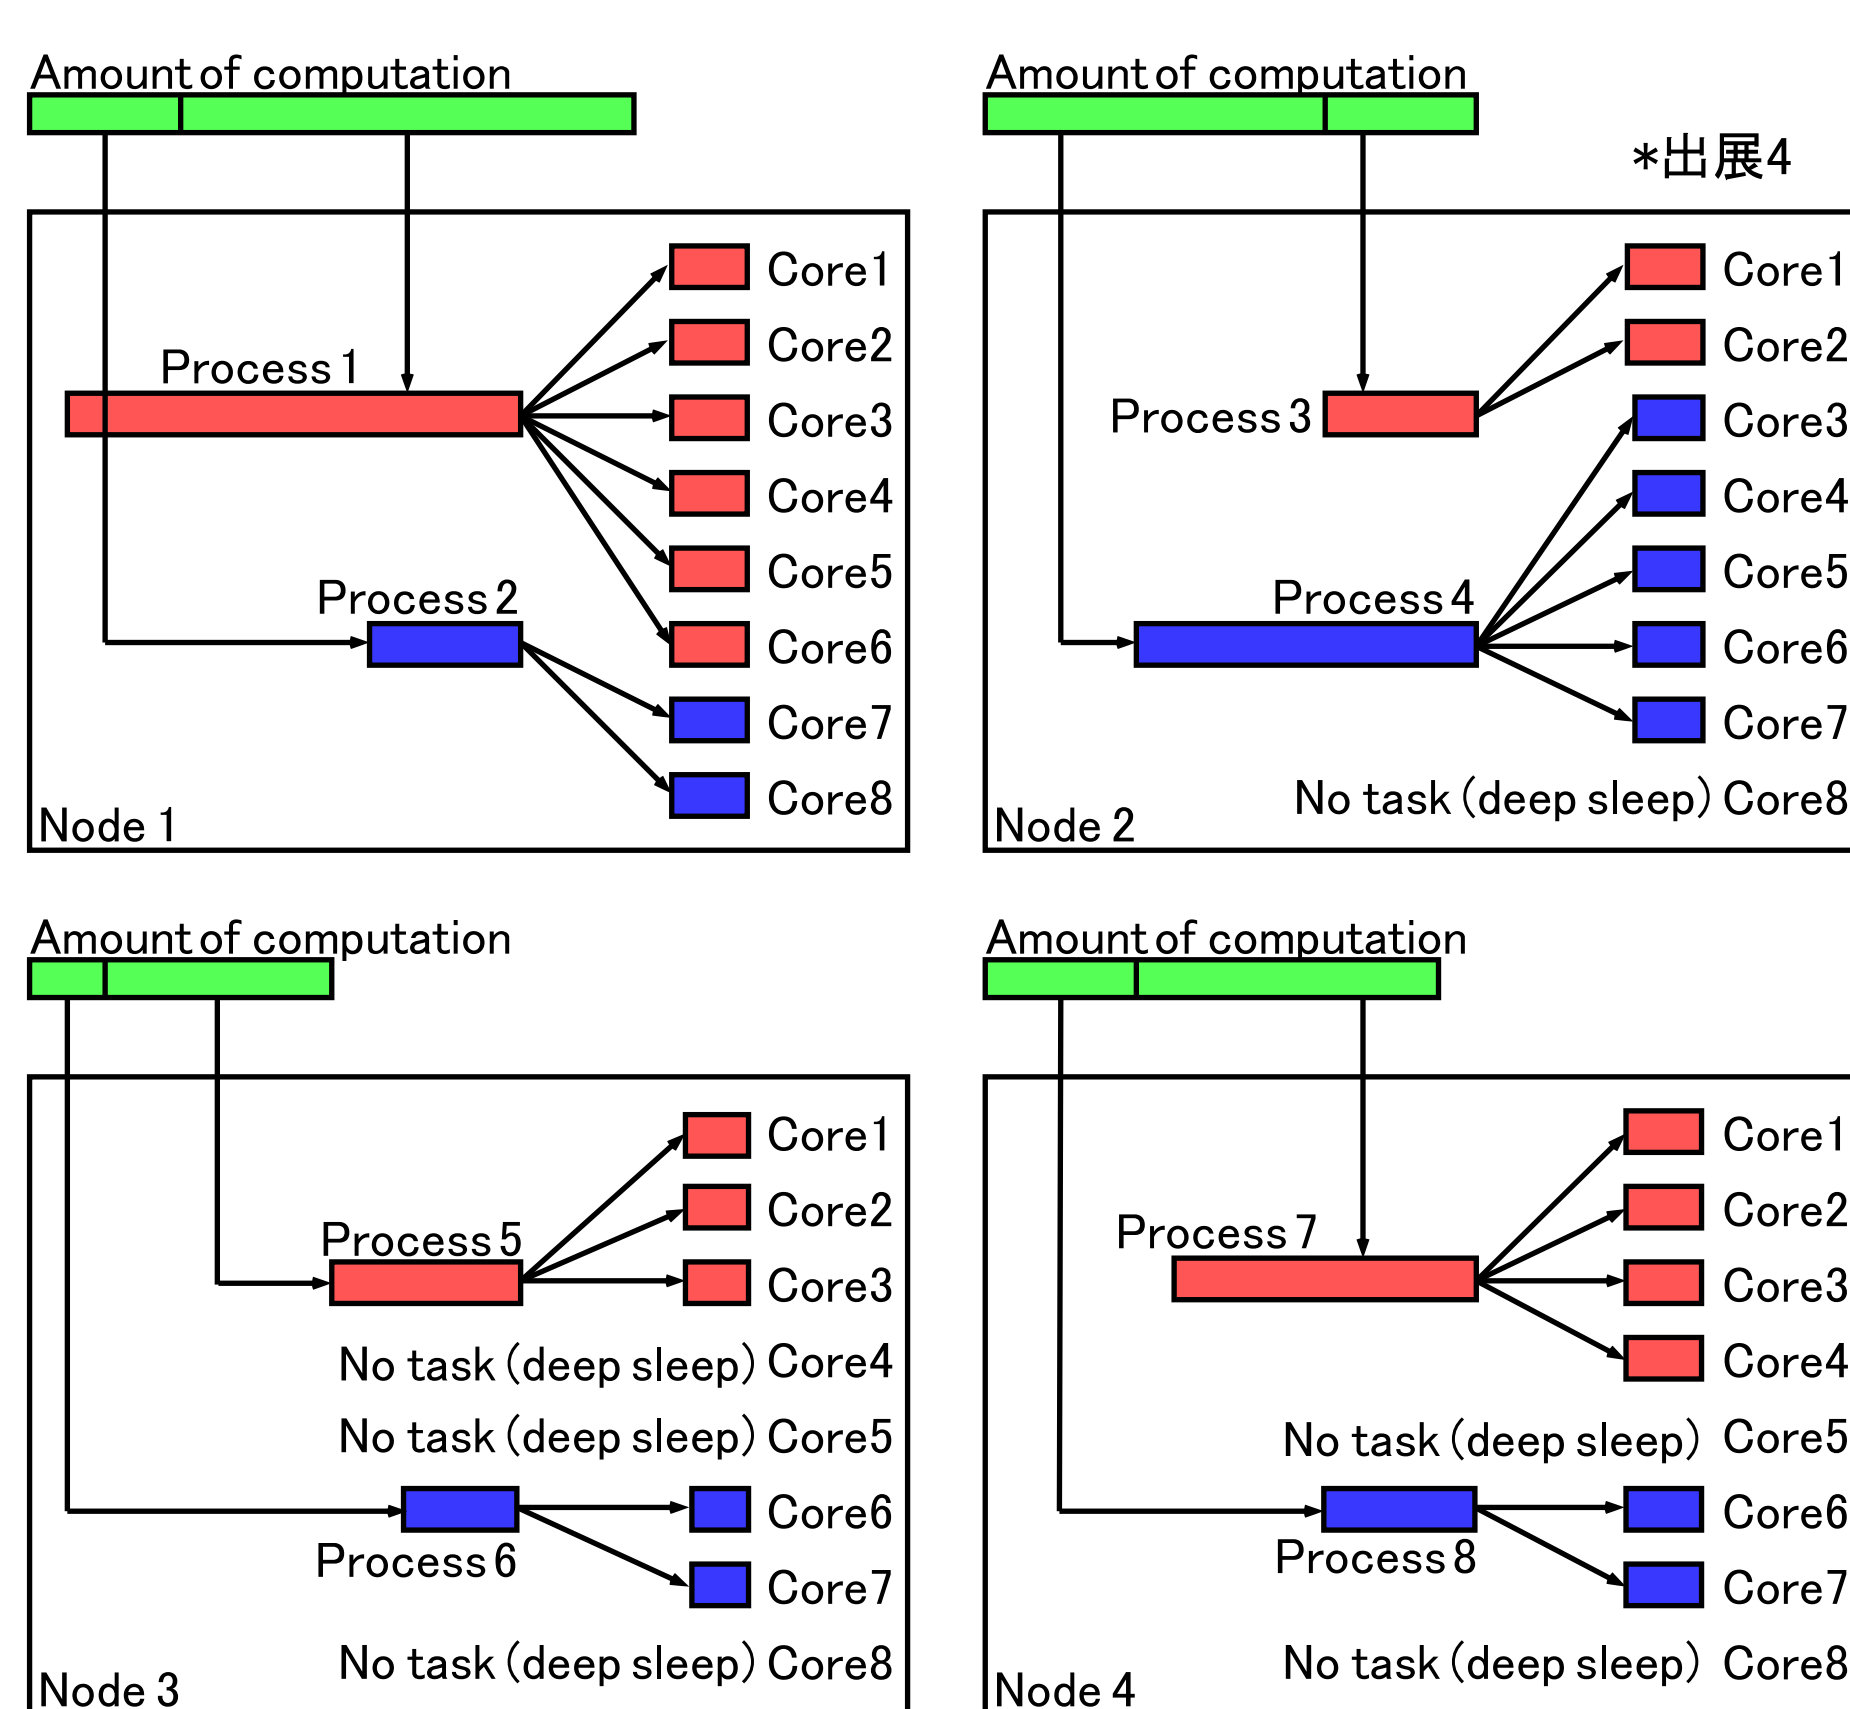 Amount of computation
Core1
Core2
Process 1
Core3
Core4
Core5
Process 2
Core6
Core7
Core8
Node 1
Amount of computation
*出展4
Core1
Core2
Process 3
Core3
Core4
Core5
Process 4
Core6
Core7
No task (deep sleep) Core8
Node 2
Amount of computation
Core1
Core2
Process 5
Core3
No task (deep sleep) Core4
No task (deep sleep) Core5
Core6
Process 6
Core7
No task (deep sleep) Core8
Node 3
Amount of computation
Core1
Core2
Process 7
Core3
Core4
No task (deep sleep) Core5
Core6
Process 8
Core7
No task (deep sleep) Core8
Node 4